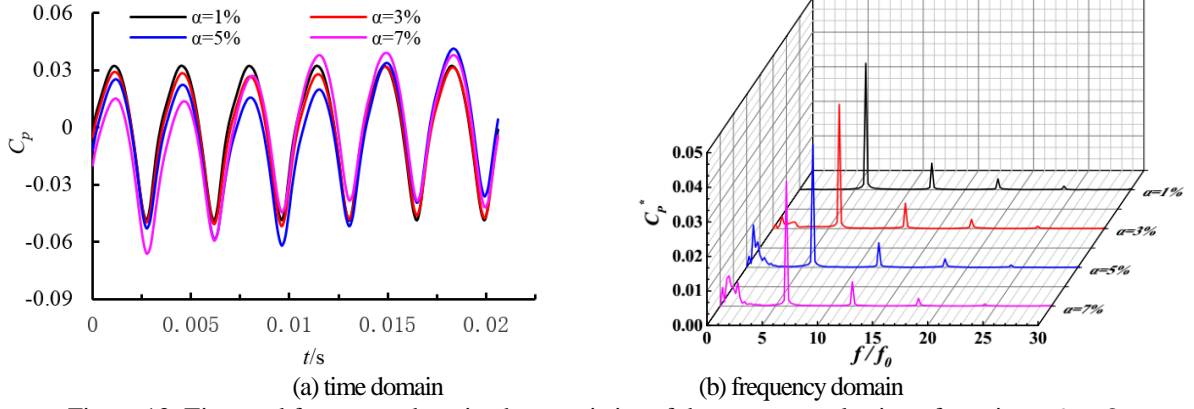 0.06
α=1% α=3%
α=5% α=7%
0.03
0
-0.03
-0.06
-0.09
Cp
0 0.005 0.01 0.015 0.02
t/s
(a) time domain
0.05
0.04
0.03
0.02
0.01
0.00
CP*
0 5 10 15 20 25 30
f/f0
α=1%
α=3%
α=5%
α=7%
(b) frequency domain